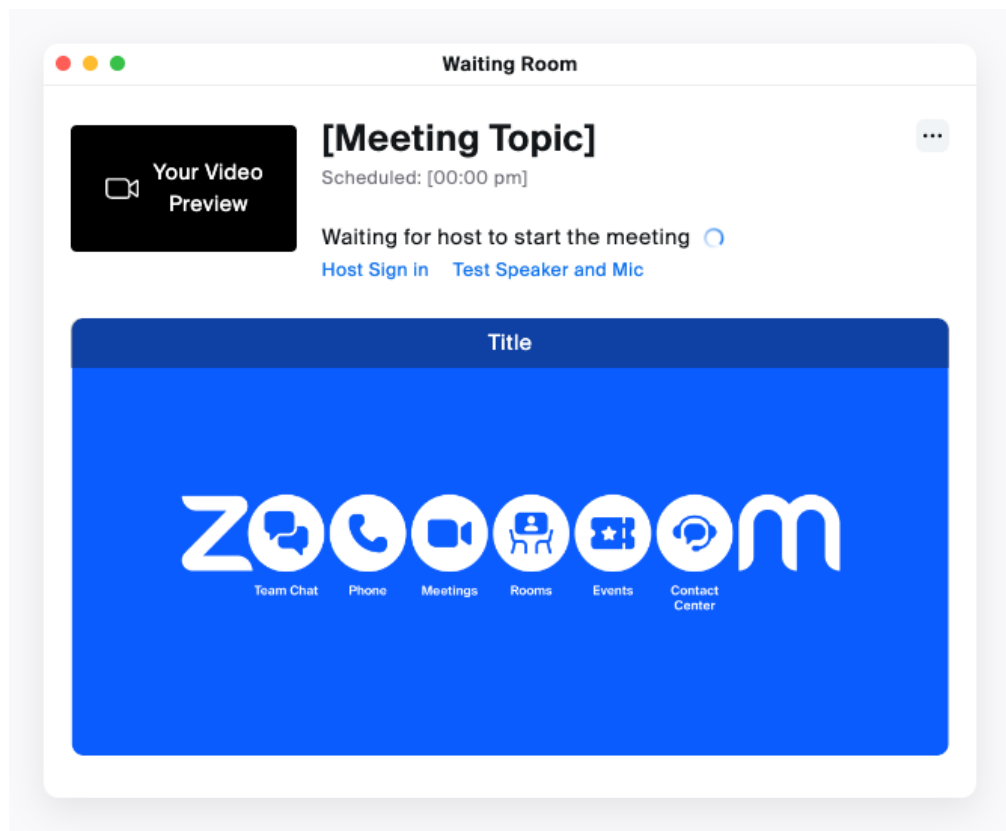 Waiting Room
Your Video
Preview
[Meeting Topic]
Scheduled: [00:00 pm]
Waiting for host to start the meeting
Host Sign in Test Speaker and Mic
Title
zoooooom
Team Chat Phone Meetings Rooms Events Contact
Center